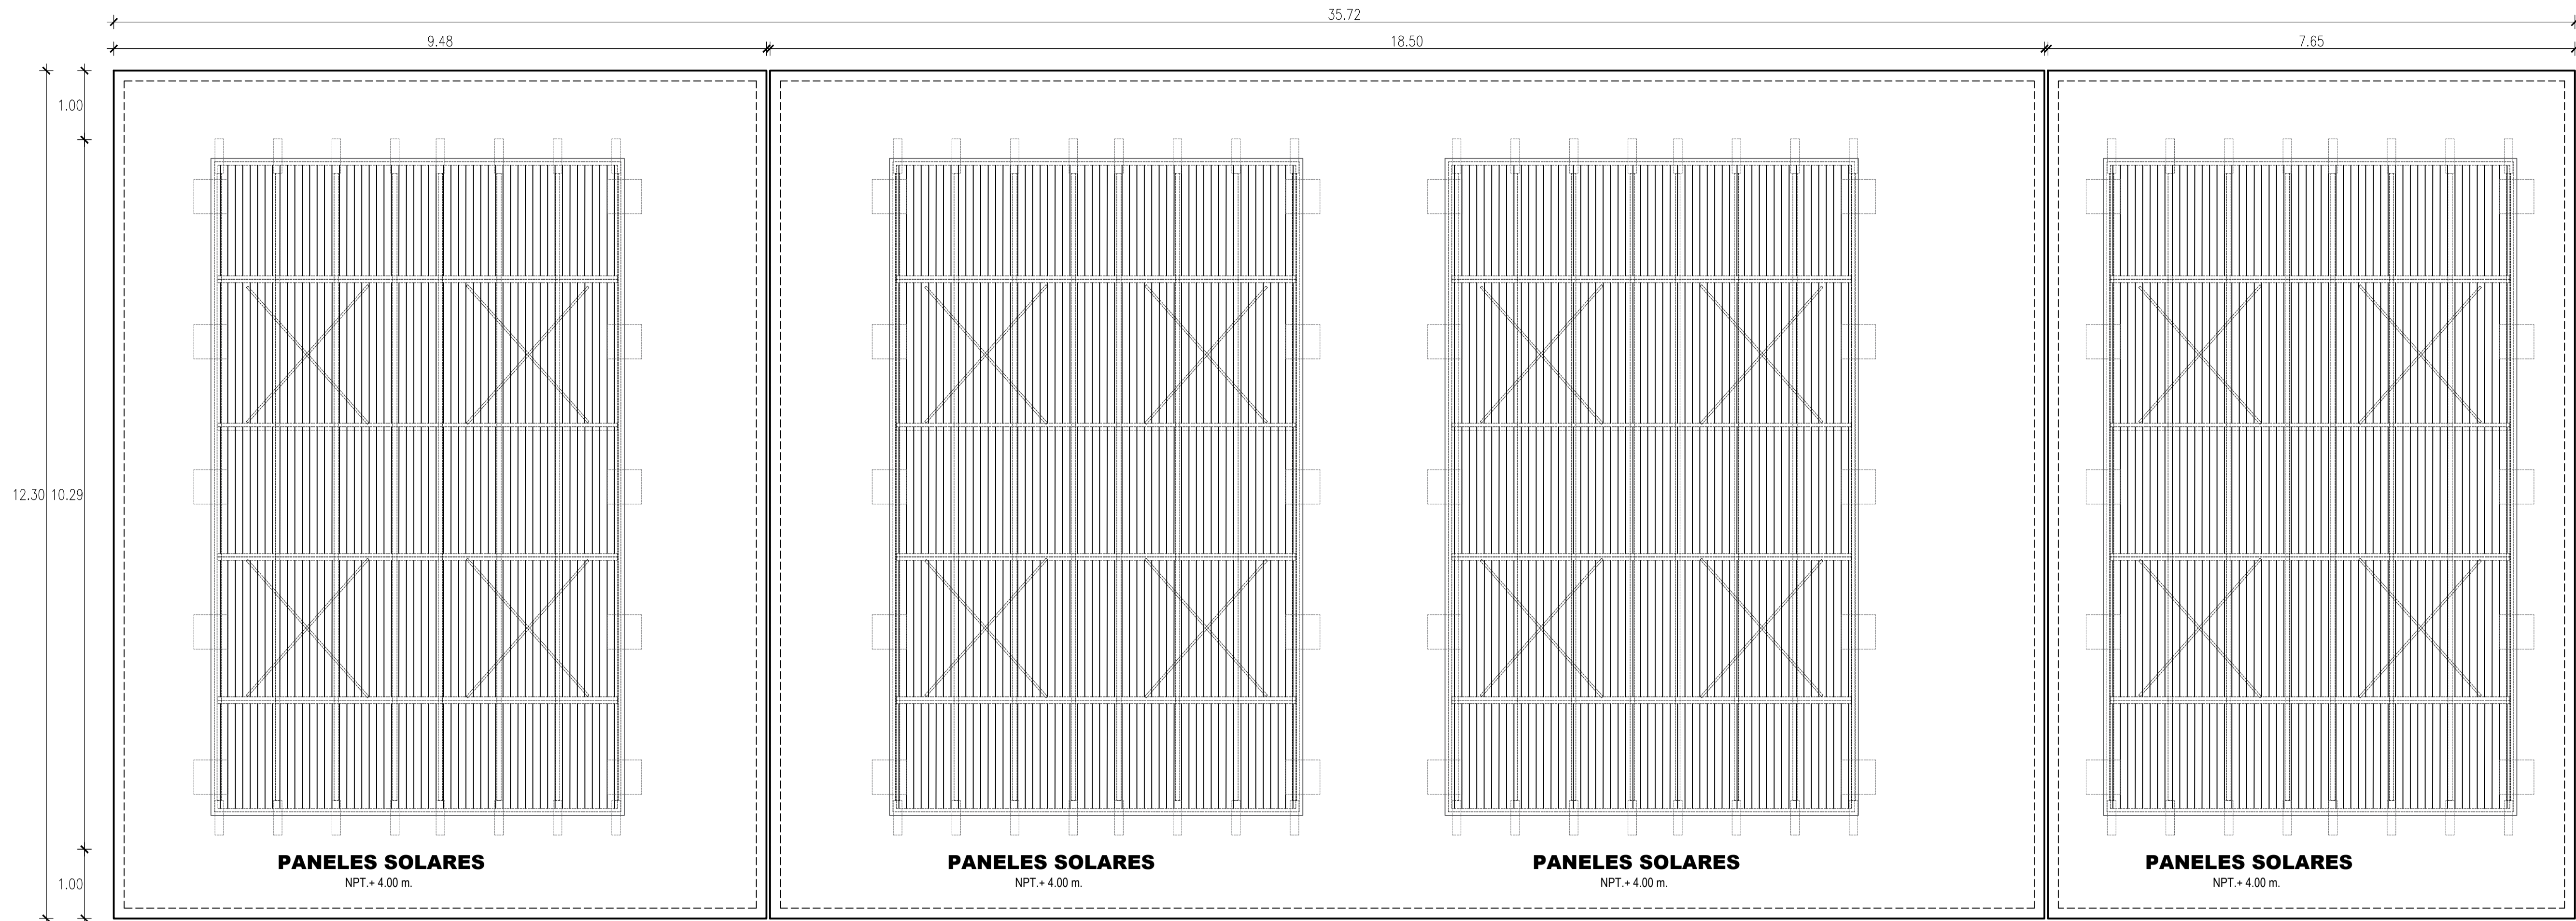 35.72
9.48
18.50
7.65
1.00
12.30
10.29
1.00
PANELES SOLARES
NPT.+ 4.00 m.
PANELES SOLARES
NPT.+ 4.00 m.
PANELES SOLARES
NPT.+ 4.00 m.
PANELES SOLARES
NPT.+ 4.00 m.